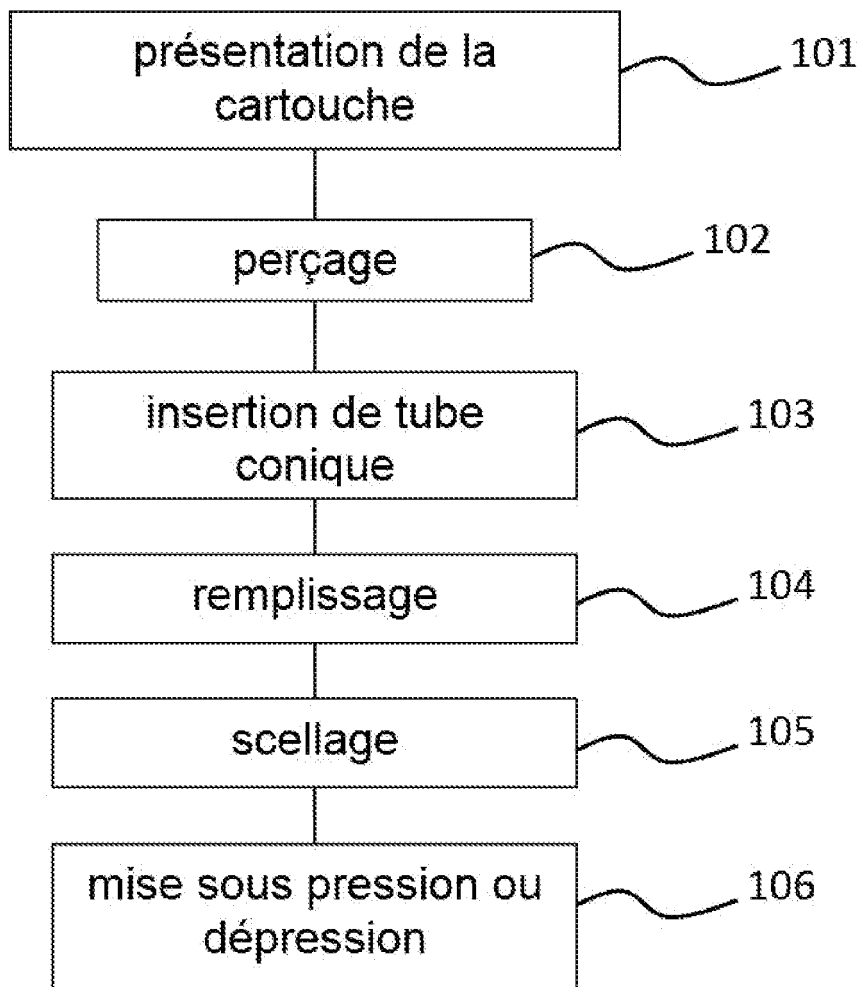 présentation de la
cartouche
101
perçage
102
insertion de tube
conique
103
remplissage
104
scellage
105
mise sous pression ou
dépression
106